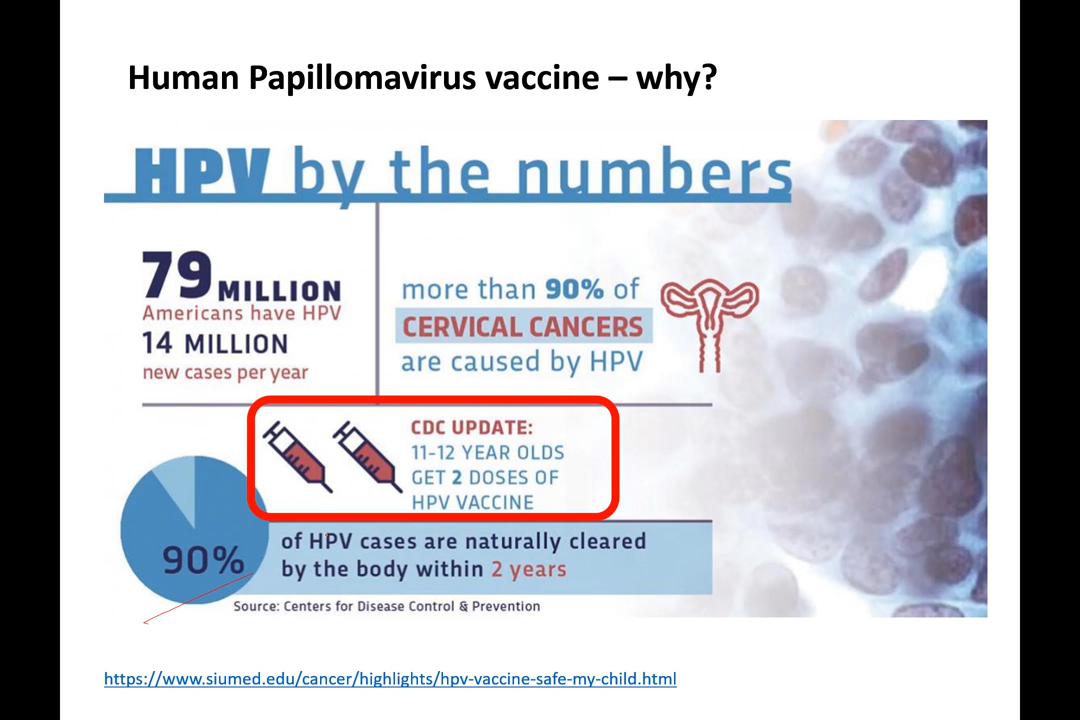 Human Papillomavirus vaccine – why?
HPV by the numbers
79 MILLION
Americans have HPV
14 MILLION
new cases per year
more than 90% of
CERVICAL CANCERS
are caused by HPV
CDC UPDATE:
11-12 YEAR OLDS
GET 2 DOSES OF
HPV VACCINE
90%
of HPV cases are naturally cleared
by the body within 2 years
Source: Centers for Disease Control & Prevention
https://www.siumed.edu/cancer/highlights/hpv-vaccine-safe-my-child.html